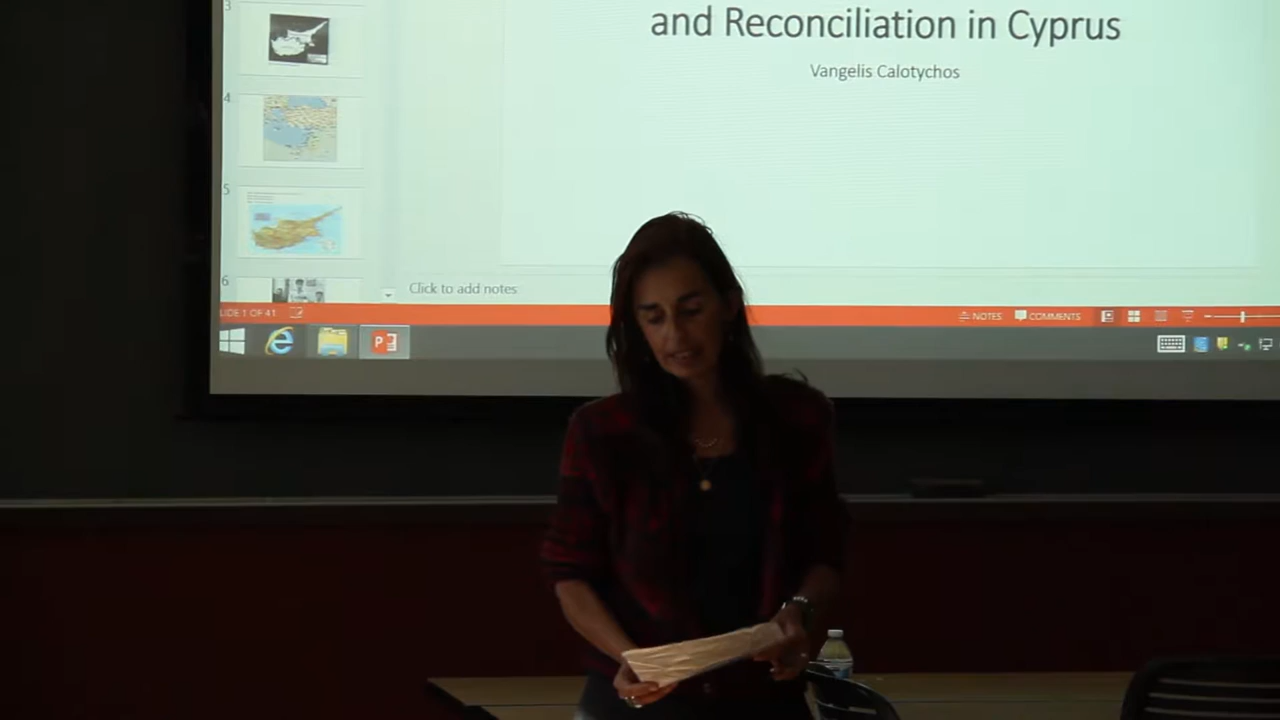 and Reconciliation in Cyprus
Vangelis Calotychos
3
4
5
6
Click to add notes
LIDE 1 OF 41
NOTES
COMMENTS
P